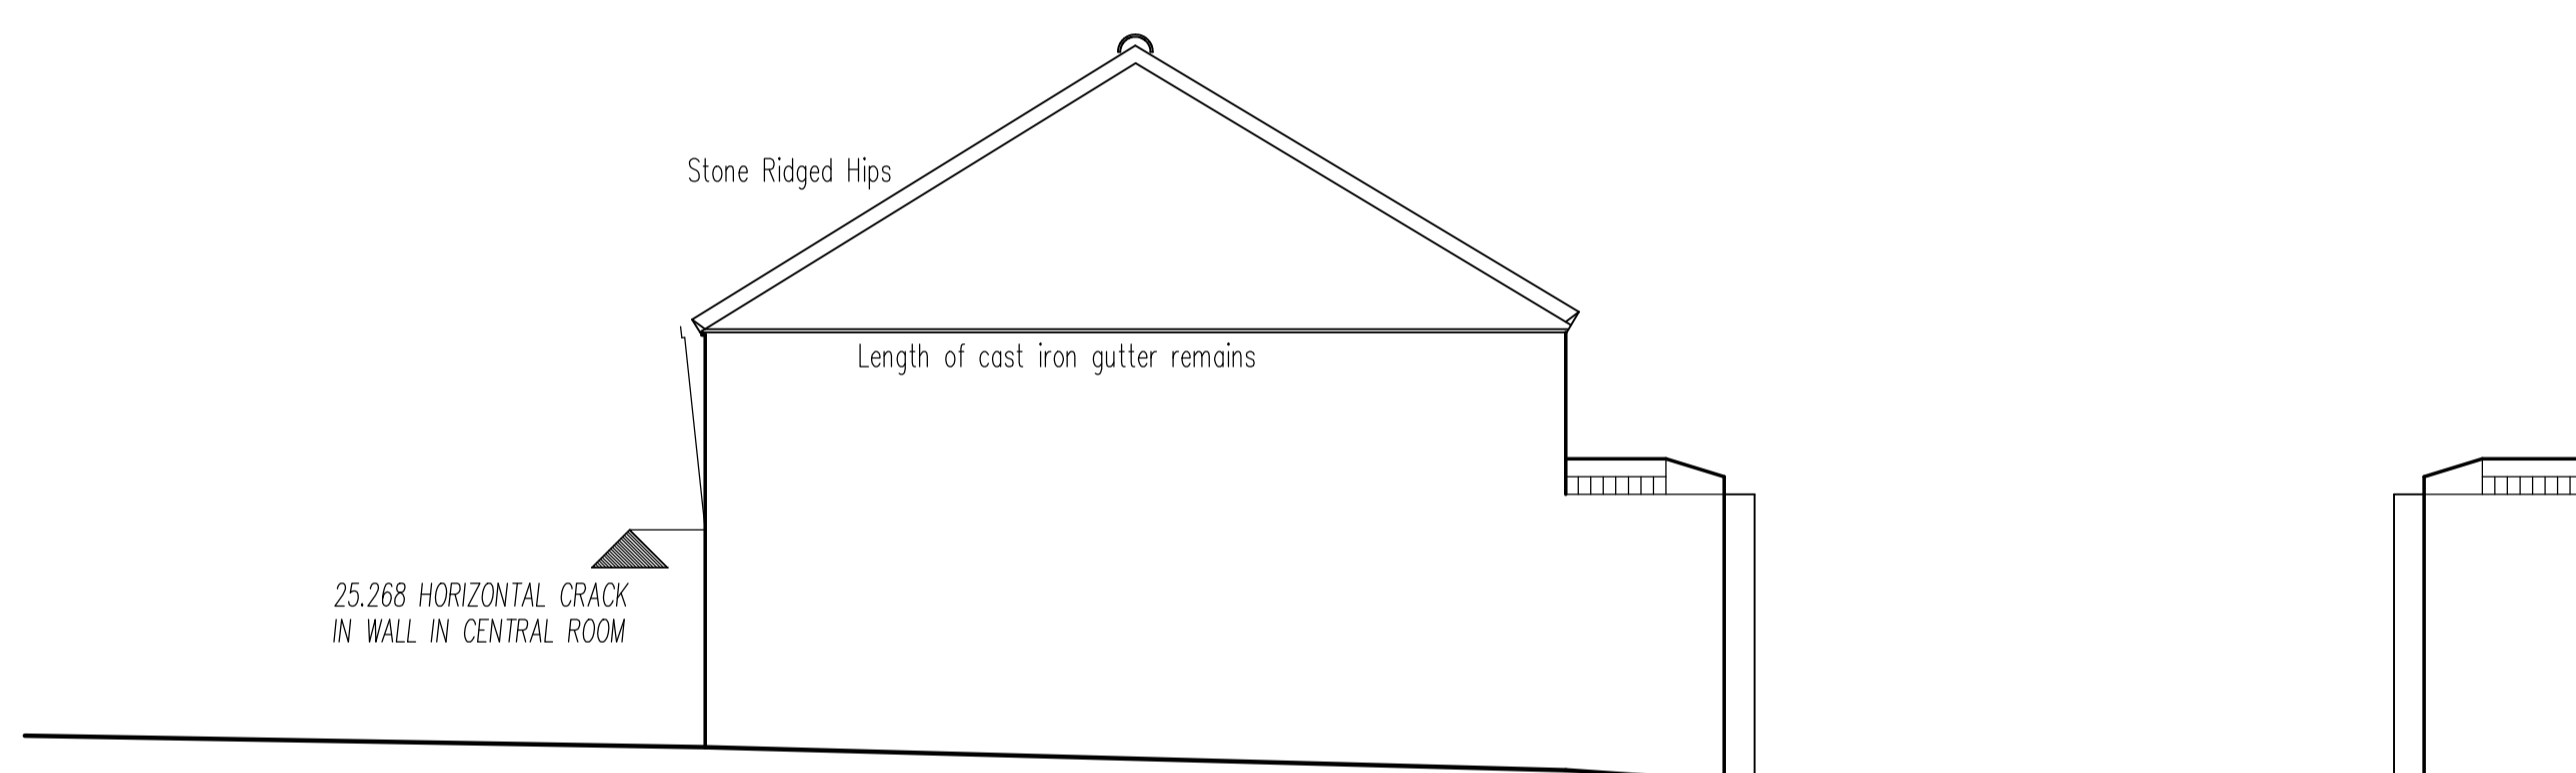 Stone Ridged Hips
Length of cast iron gutter remains
25.268 HORIZONTAL CRACK
IN WALL IN CENTRAL ROOM